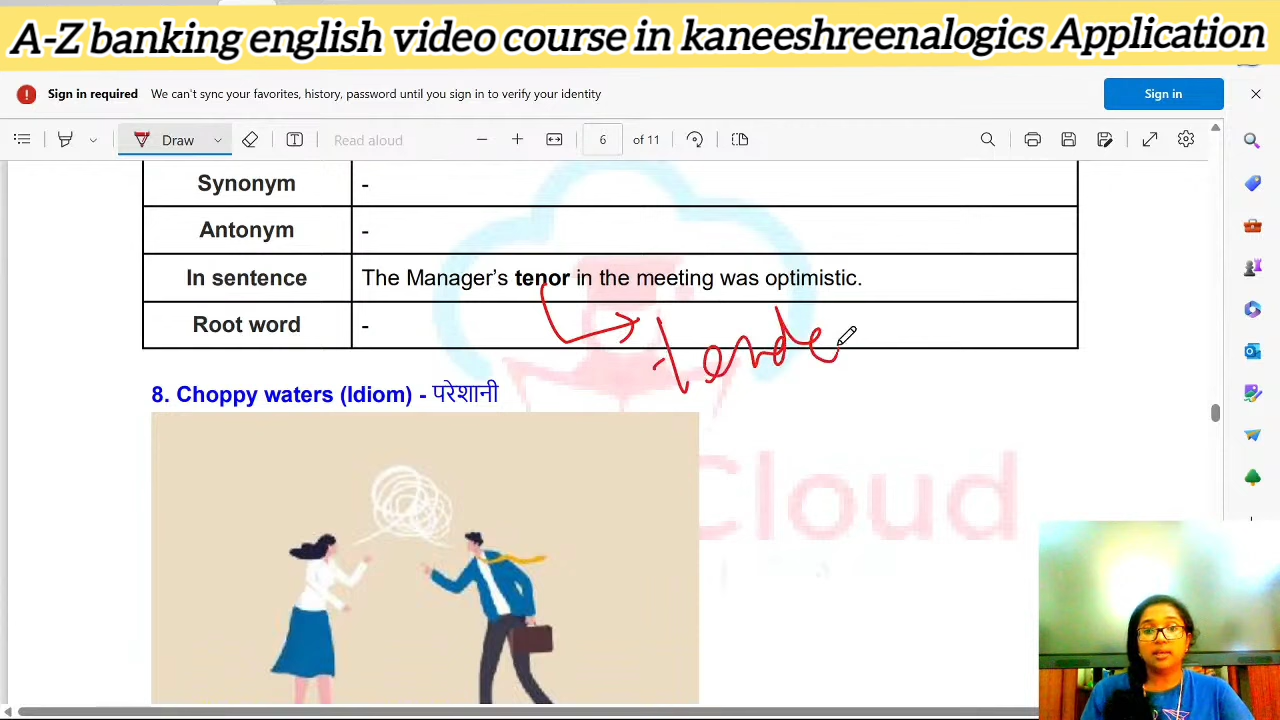 A-Z banking english video course in kaneeshreenalogics Application
Sign in required We can't sync your favorites, history, password until you sign in to verify your identity Sign in
Draw Read aloud 6 of 11
Synonym -
Antonym -
In sentence The Manager's tenor in the meeting was optimistic.
Root word -
tende
8. Choppy waters (Idiom) - परेशानी
Cloud